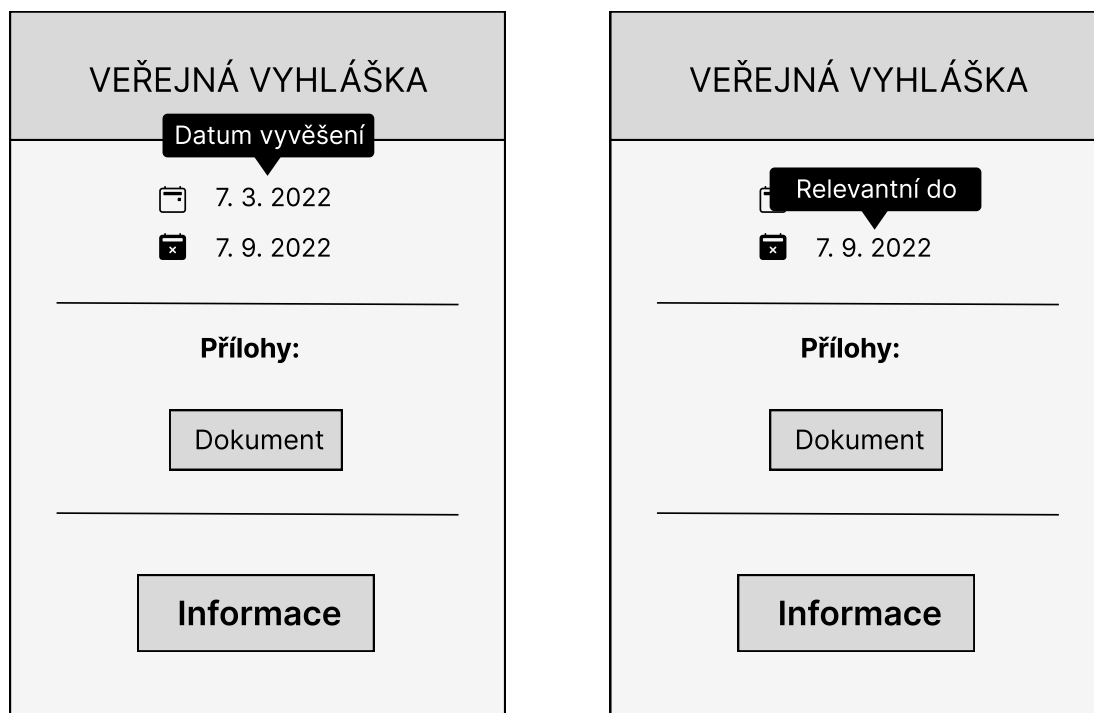 VEŘEJNÁ VYHLÁŠKA
Datum vyvěšení
7. 3. 2022
7. 9. 2022
Přílohy:
Dokument
Informace
VEŘEJNÁ VYHLÁŠKA
Relevantní do
7. 9. 2022
Přílohy:
Dokument
Informace